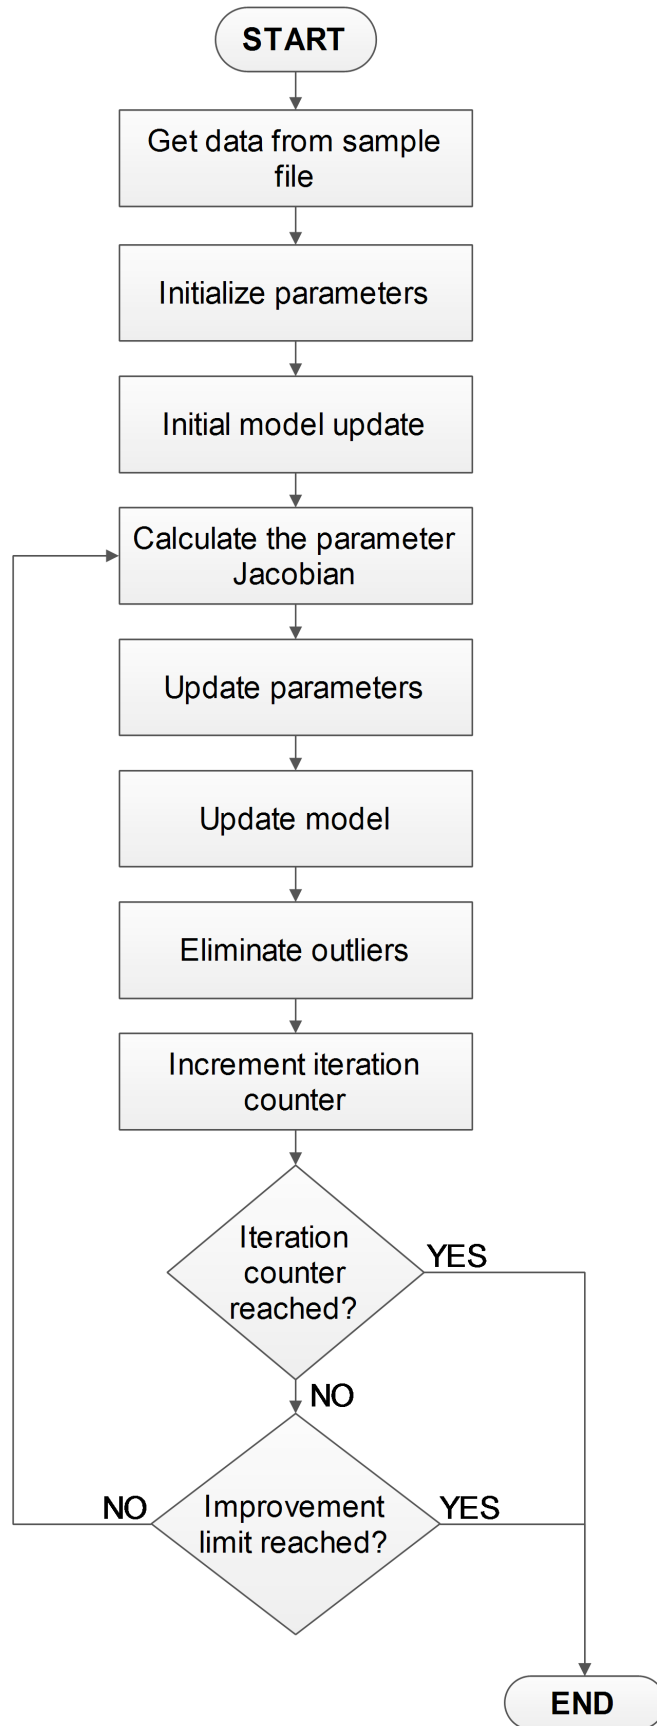 START
Get data from sample
file
Initialize parameters
Initial model update
Calculate the parameter
Jacobian
Update parameters
Update model
Eliminate outliers
Increment iteration
counter
Iteration
counter
reached?
YES
NO
Improvement
limit reached?
NO
YES
END